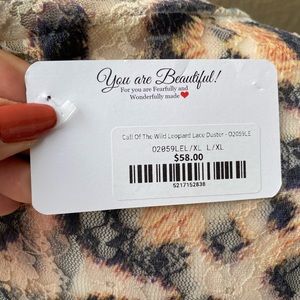 You are Beautiful!
For you are Fearfully and
Wonderfully made
Call Of The Wild Leopard Lace Duster - O2059LE
O2059LEL/XL L/XL
$58.00
5217152838